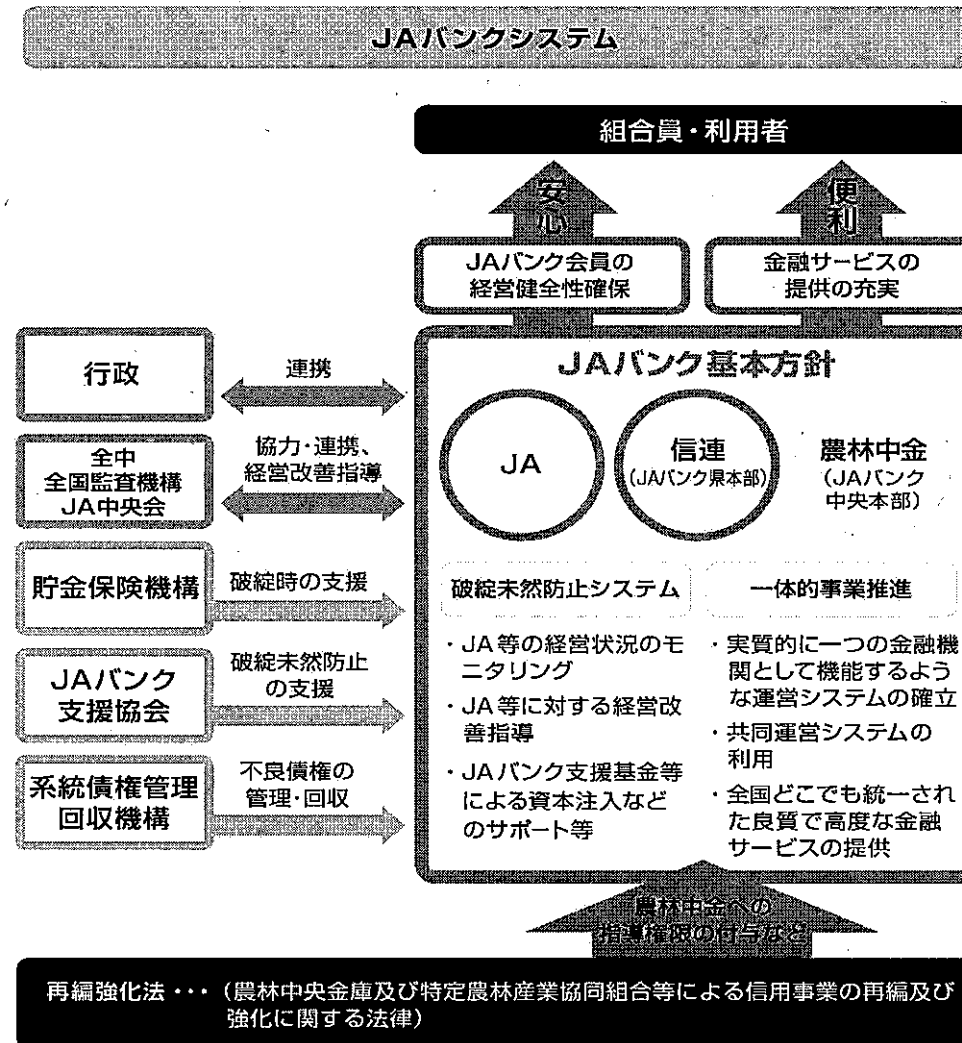 JAバンクシステム
組合員・利用者
安心
便利
JAバンク会員の
経営健全性確保
金融サービスの
提供の充実
行政
連携
全中
全国監査機構
JA中央会
協力・連携、
経営改善指導
貯金保険機構
破綻時の支援
JAバンク
支援協会
破綻未然防止
の支援
系統債権管理
回収機構
不良債権の
管理・回収
JAバンク基本方針
JA
信連
(JAバンク県本部)
農林中金
(JAバンク
中央本部)
破綻未然防止システム
・JA等の経営状況のモ
ニタリング
・JA等に対する経営改
善指導
・JAバンク支援基金等
による資本注入など
のサポート等
一体的事業推進
・実質的に一つの金融機
関として機能するよう
な運営システムの確立
・共同運営システムの
利用
・全国どこでも統一され
た良質で高度な金融
サービスの提供
農林中金への
指導権限の付与など
再編強化法・・・(農林中央金庫及び特定農林産業協同組合等による信用事業の再編及び
強化に関する法律)